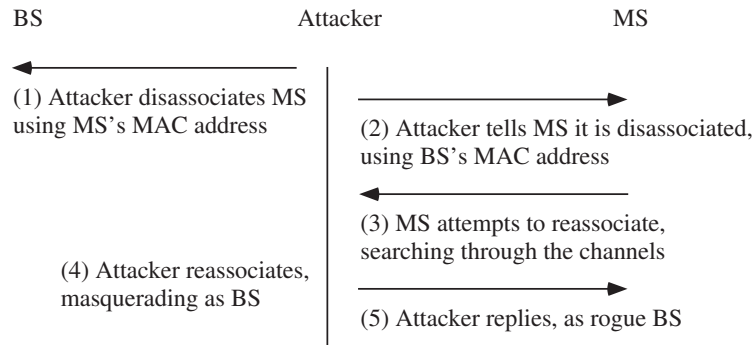 BS Attacker MS
(1) Attacker disassociates MS
using MS's MAC address
(2) Attacker tells MS it is disassociated,
using BS's MAC address
(3) MS attempts to reassociate,
searching through the channels
(4) Attacker reassociates,
masquerading as BS
(5) Attacker replies, as rogue BS